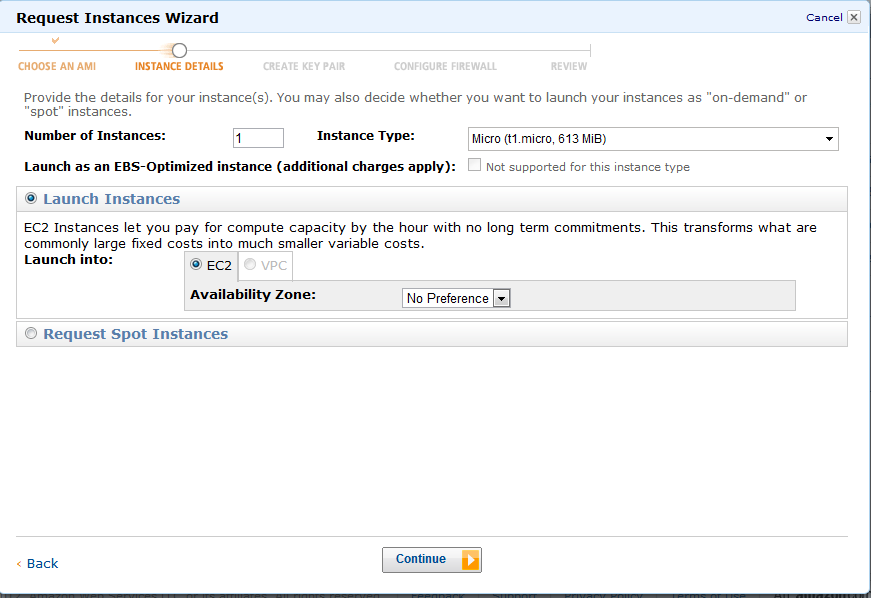 Request Instances Wizard
Cancel
CHOOSE AN AMI INSTANCE DETAILS CREATE KEY PAIR CONFIGURE FIREWALL REVIEW
Provide the details for your instance(s). You may also decide whether you want to launch your instances as "on-demand" or
"spot" instances.
Number of Instances: 1 Instance Type: Micro (t1.micro, 613 MiB)
Launch as an EBS-Optimized instance (additional charges apply): Not supported for this instance type
Launch Instances
EC2 Instances let you pay for compute capacity by the hour with no long term commitments. This transforms what are
commonly large fixed costs into much smaller variable costs.
Launch into: EC2 VPC
Availability Zone: No Preference
Request Spot Instances
< Back
Continue